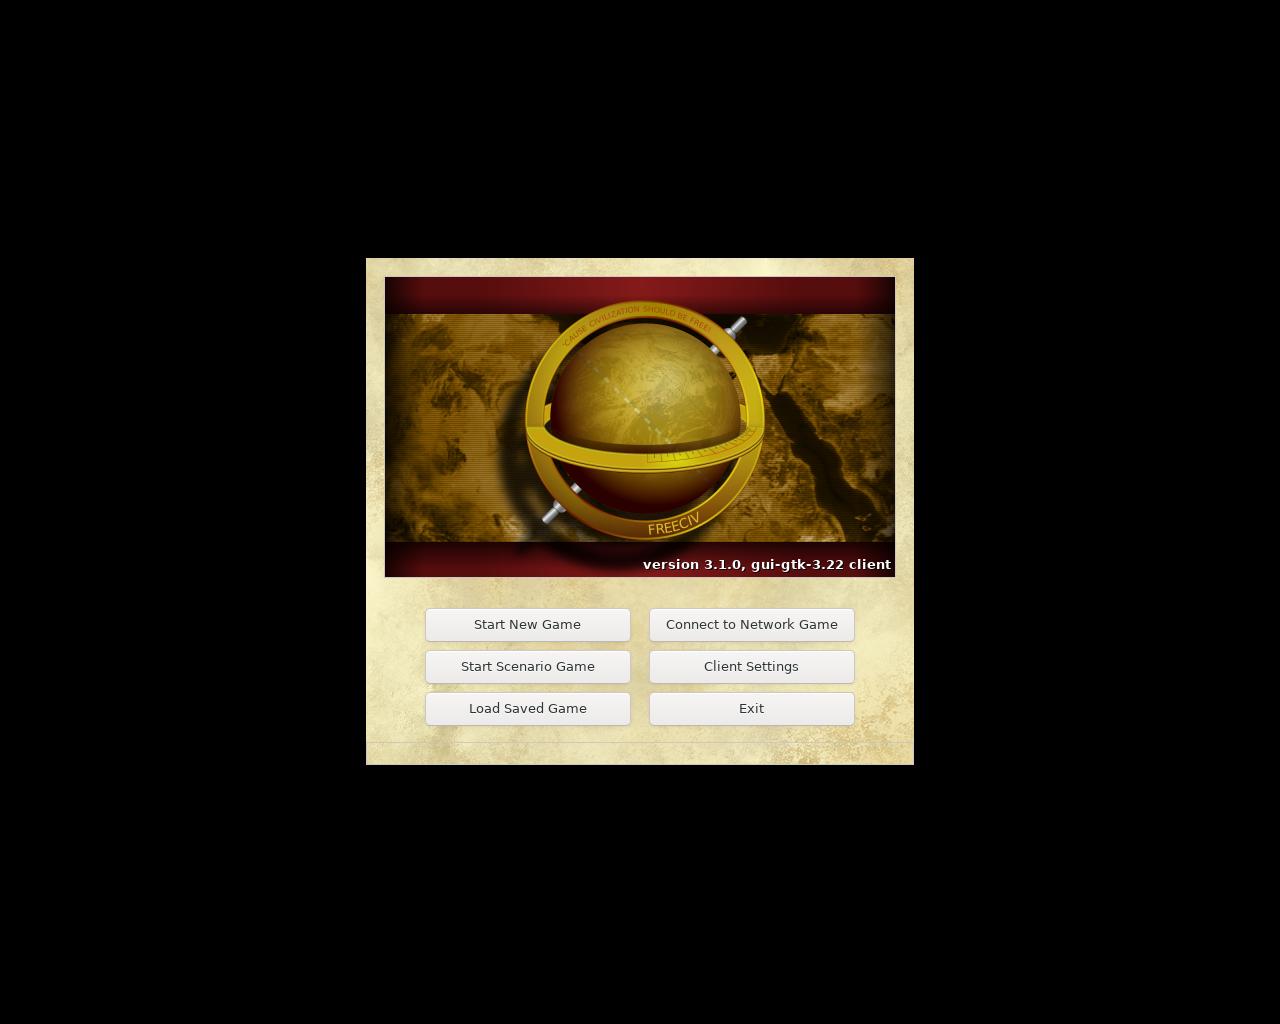 'CAUSE CIVILIZATION SHOULD BE FREE!
FREECIV
version 3.1.0, gui-gtk-3.22 client
Start New Game
Connect to Network Game
Start Scenario Game
Client Settings
Load Saved Game
Exit